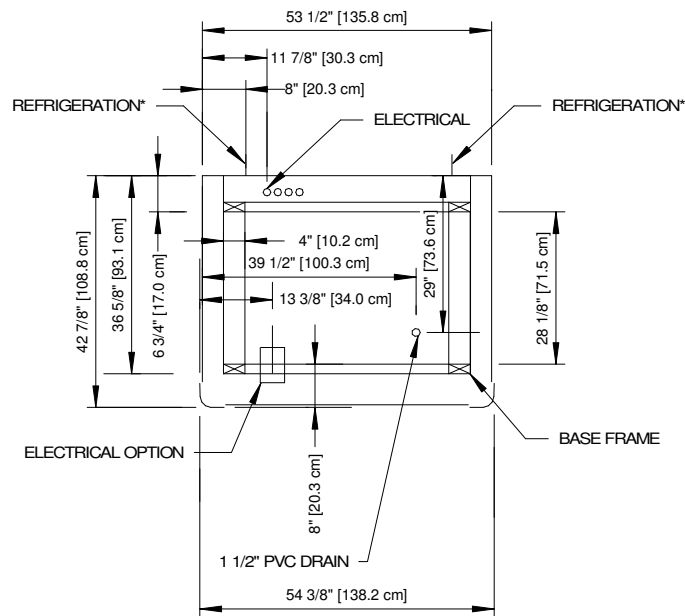 53 1/2" [135.8 cm]
11 7/8" [30.3 cm]
8" [20.3 cm]
REFRIGERATION*
REFRIGERATION*
ELECTRICAL
42 7/8" [108.8 cm]
36 5/8" [93.1 cm]
6 3/4" [17.0 cm]
4" [10.2 cm]
39 1/2" [100.3 cm]
13 3/8" [34.0 cm]
29" [73.6 cm]
28 1/8" [71.5 cm]
ELECTRICAL OPTION
BASE FRAME
8" [20.3 cm]
1 1/2" PVC DRAIN
54 3/8" [138.2 cm]